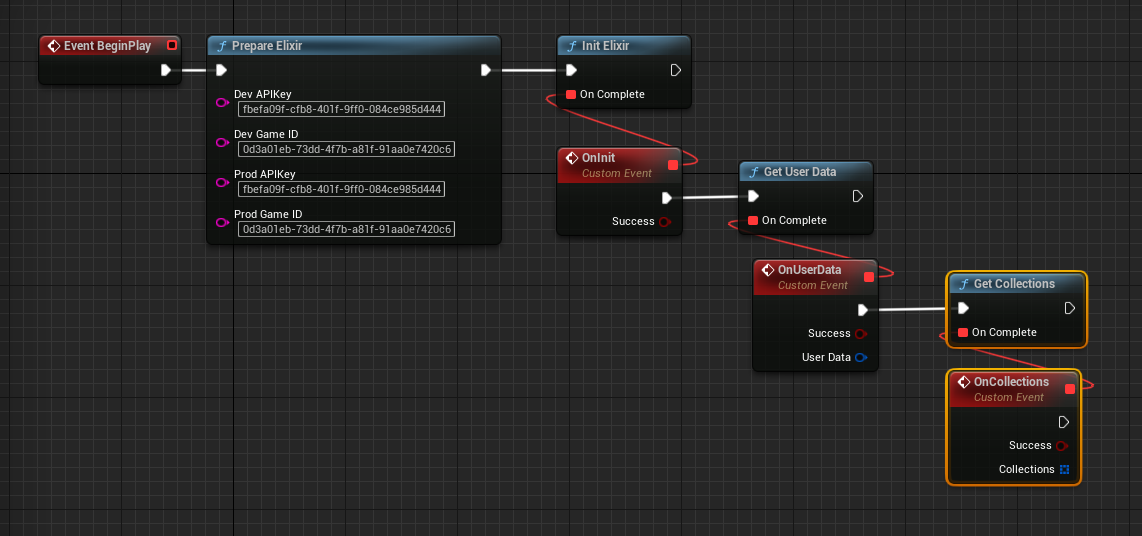 Event BeginPlay
Prepare Elixir
Dev APIKey
fbefa09f-cfb8-401f-9ff0-084ce985d444
Dev Game ID
0d3a01eb-73dd-4f7b-a81f-91aa0e7420c6
Prod APIKey
fbefa09f-cfb8-401f-9ff0-084ce985d444
Prod Game ID
0d3a01eb-73dd-4f7b-a81f-91aa0e7420c6
Init Elixir
On Complete
OnInit
Custom Event
Success
Get User Data
On Complete
OnUserData
Custom Event
Success
User Data
Get Collections
On Complete
OnCollections
Custom Event
Success
Collections